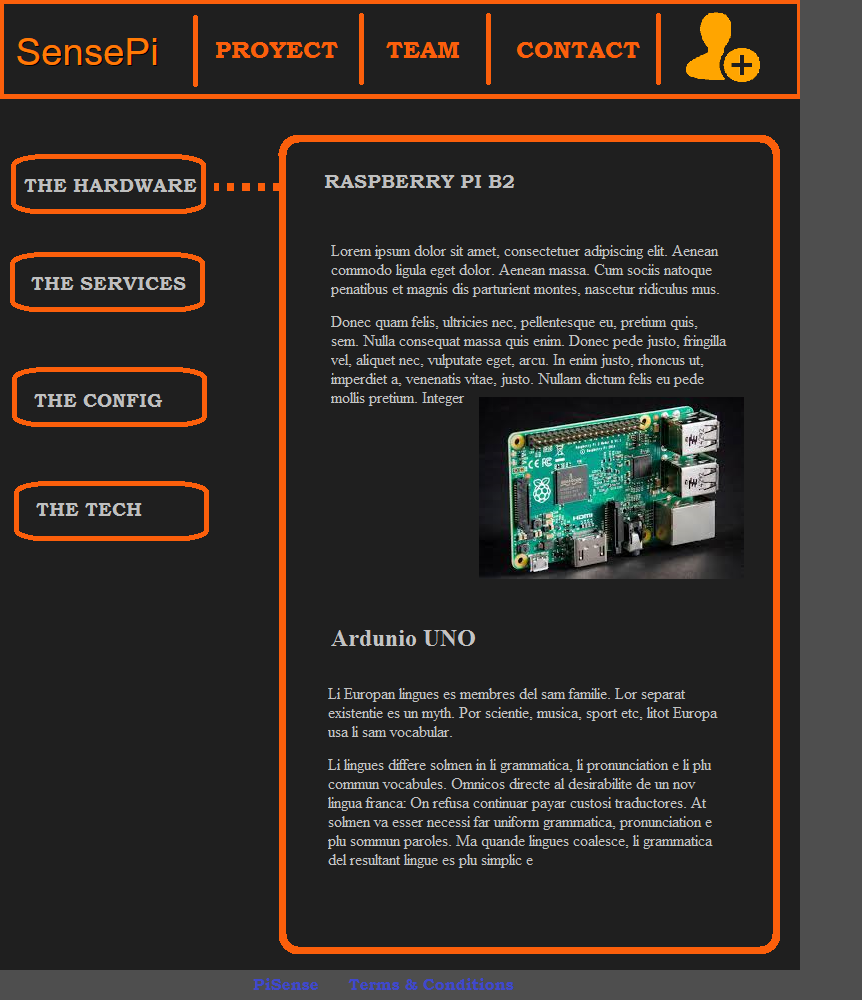 SensePi
PROYECT
TEAM
CONTACT
THE HARDWARE
THE SERVICES
THE CONFIG
THE TECH
RASPBERRY PI B2
Lorem ipsum dolor sit amet, consectetuer adipiscing elit. Aenean
commodo ligula eget dolor. Aenean massa. Cum sociis natoque
penatibus et magnis dis parturient montes, nascetur ridiculus mus.
Donec quam felis, ultricies nec, pellentesque eu, pretium quis,
sem. Nulla consequat massa quis enim. Donec pede justo, fringilla
vel, aliquet nec, vulputate eget, arcu. In enim justo, rhoncus ut,
imperdiet a, venenatis vitae, justo. Nullam dictum felis eu pede
mollis pretium. Integer
HDMI
Ardunio UNO
Li Europan lingues es membres del sam familie. Lor separat
existentie es un myth. Por scientie, musica, sport etc, litot Europa
usa li sam vocabular.
Li lingues differe solmen in li grammatica, li pronunciation e li plu
commun vocabules. Omnicos directe al desirabilite de un nov
lingua franca: On refusa continuar payar custosi traductores. At
solmen va esser necessi far uniform grammatica, pronunciation e
plu sommun paroles. Ma quande lingues coalesce, li grammatica
del resultant lingue es plu simplic e
PiSense
Terms & Conditions